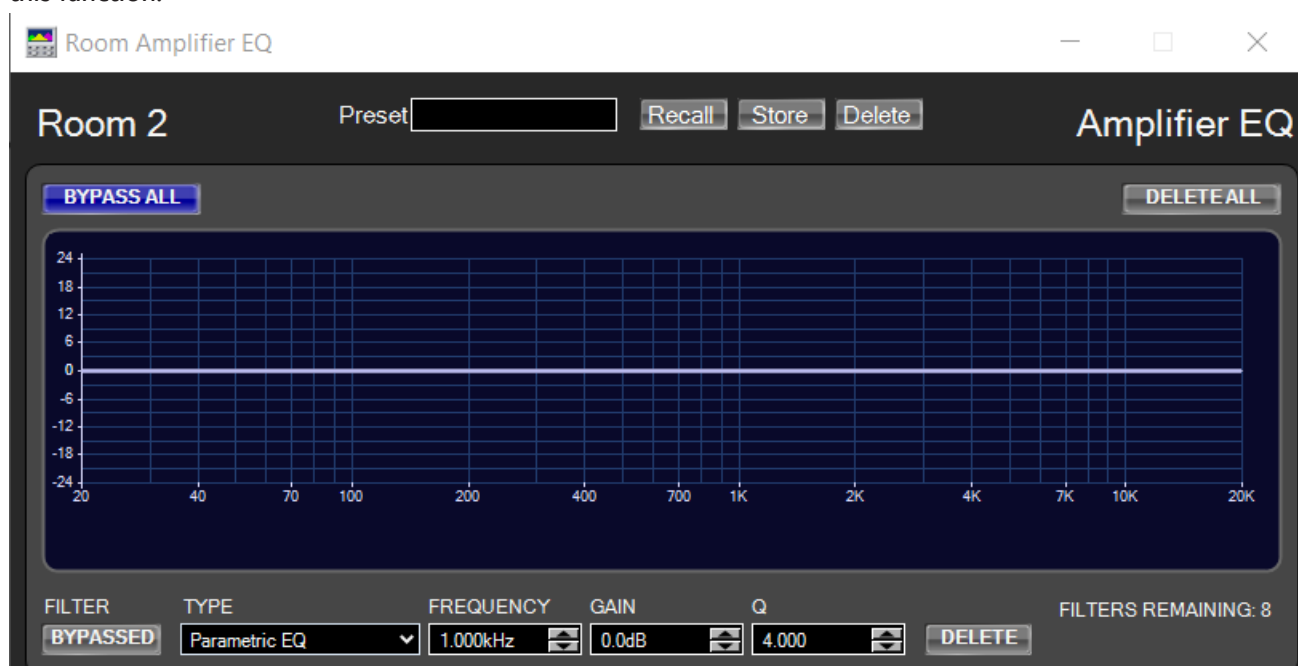 this function.
Room Amplifier EQ
Room 2 Preset Recall Store Delete Amplifier EQ
BYPASS ALL DELETE ALL
24
18
12
6
0
-6
-12
-18
-24
20 40 70 100 200 400 700 1K 2K 4K 7K 10K 20K
FILTER TYPE FREQUENCY GAIN Q FILTERS REMAINING: 8
BYPASSED Parametric EQ 1.000kHz 0.0dB 4.000 DELETE